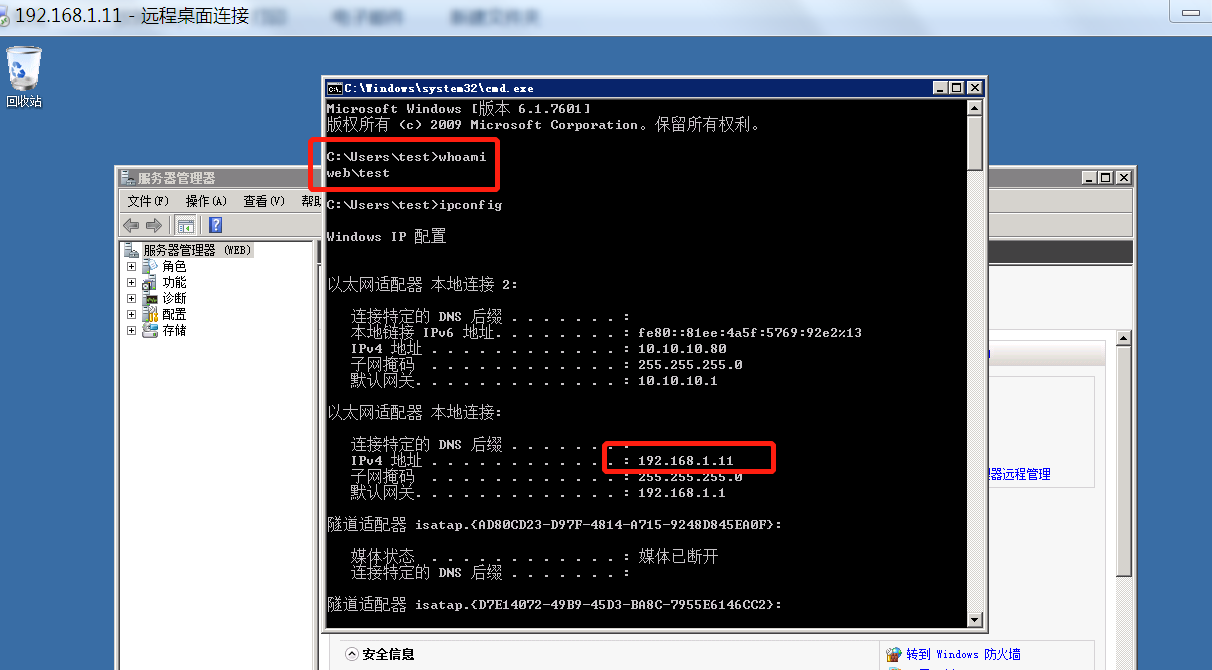 192.168.1.11 - 远程桌面连接
回收站
C:\Windows\system32\cmd.exe
Microsoft Windows [版本 6.1.7601]
版权所有 (c) 2009 Microsoft Corporation。保留所有权利。
C:\Users\test>whoami
web\test
C:\Users\test>ipconfig
Windows IP 配置
以太网适配器 本地连接 2:
连接特定的 DNS 后缀 . . . . . . . :
本地链接 IPv6 地址. . . . . . . . : fe80::81ee:4a5f:5769:92e2%13
IPv4 地址 . . . . . . . . . . . . : 10.10.10.80
子网掩码 . . . . . . . . . . . . : 255.255.255.0
默认网关. . . . . . . . . . . . . : 10.10.10.1
以太网适配器 本地连接:
连接特定的 DNS 后缀 . . . . . . . :
IPv4 地址 . . . . . . . . . . . . : 192.168.1.11
子网掩码 . . . . . . . . . . . . : 255.255.255.0
默认网关. . . . . . . . . . . . . : 192.168.1.1
隧道适配器 isatap.{AD80CD23-D97F-4814-A715-9248D845EA0F}:
媒体状态 . . . . . . . . . . . . : 媒体已断开
连接特定的 DNS 后缀 . . . . . . . :
隧道适配器 isatap.{D7E14072-49B9-45D3-BA8C-7955E6146CC2}:
服务器管理器
文件(F) 操作(A) 查看(V) 帮助
服务器管理器 (WEB)
角色
功能
诊断
配置
存储
器远程管理
安全信息
转到 Windows 防火墙